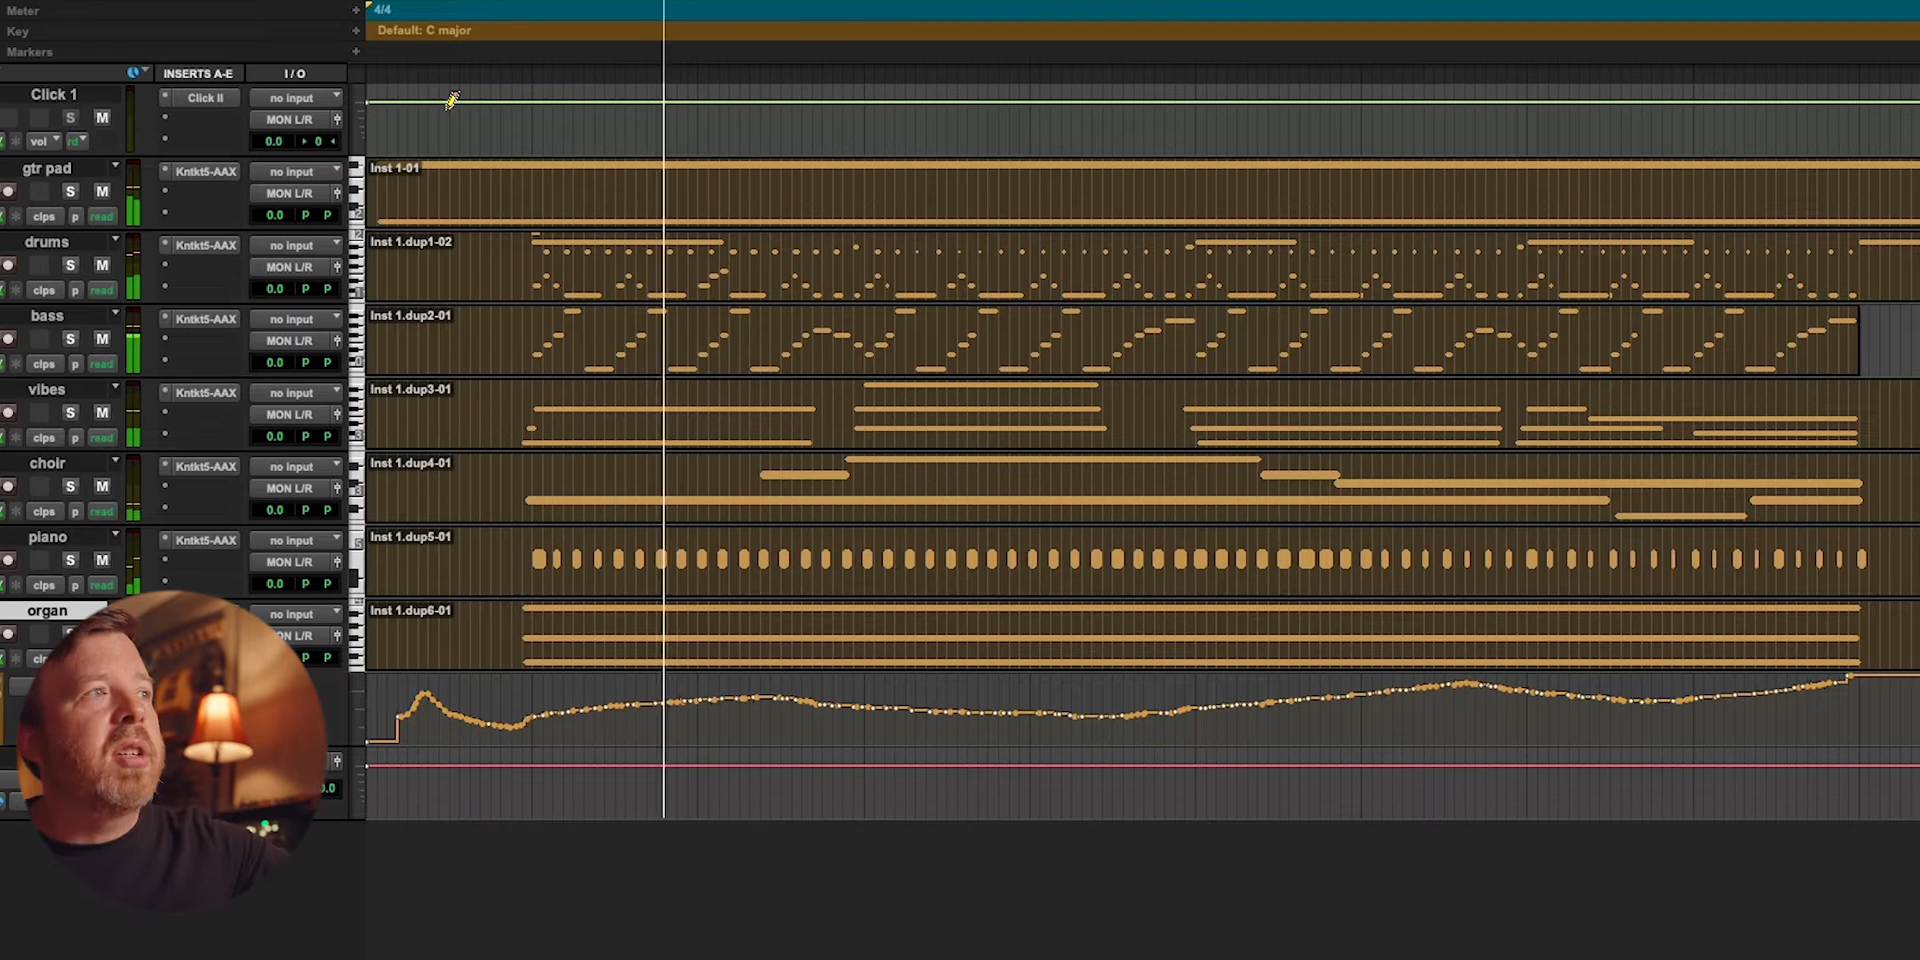 Meter
Key
Markers
4/4
Default: C major
INSERTS A-E
I / O
Click 1
S M
vol rd
Click II
no input
MON L/R
0.0 0
gtr pad
S M
clps p read
Kntkt5-AAX
no input
MON L/R
0.0 P P
Inst 1-01
drums
S M
clps p read
Kntkt5-AAX
no input
MON L/R
0.0 P P
Inst 1.dup1-02
bass
S M
clps p read
Kntkt5-AAX
no input
MON L/R
0.0 P P
Inst 1.dup2-01
vibes
S M
clps p read
Kntkt5-AAX
no input
MON L/R
0.0 P P
Inst 1.dup3-01
choir
S M
clps p read
Kntkt5-AAX
no input
MON L/R
0.0 P P
Inst 1.dup4-01
piano
S M
clps p read
Kntkt5-AAX
no input
MON L/R
0.0 P P
Inst 1.dup5-01
organ
no input
MON L/R
P P
Inst 1.dup6-01